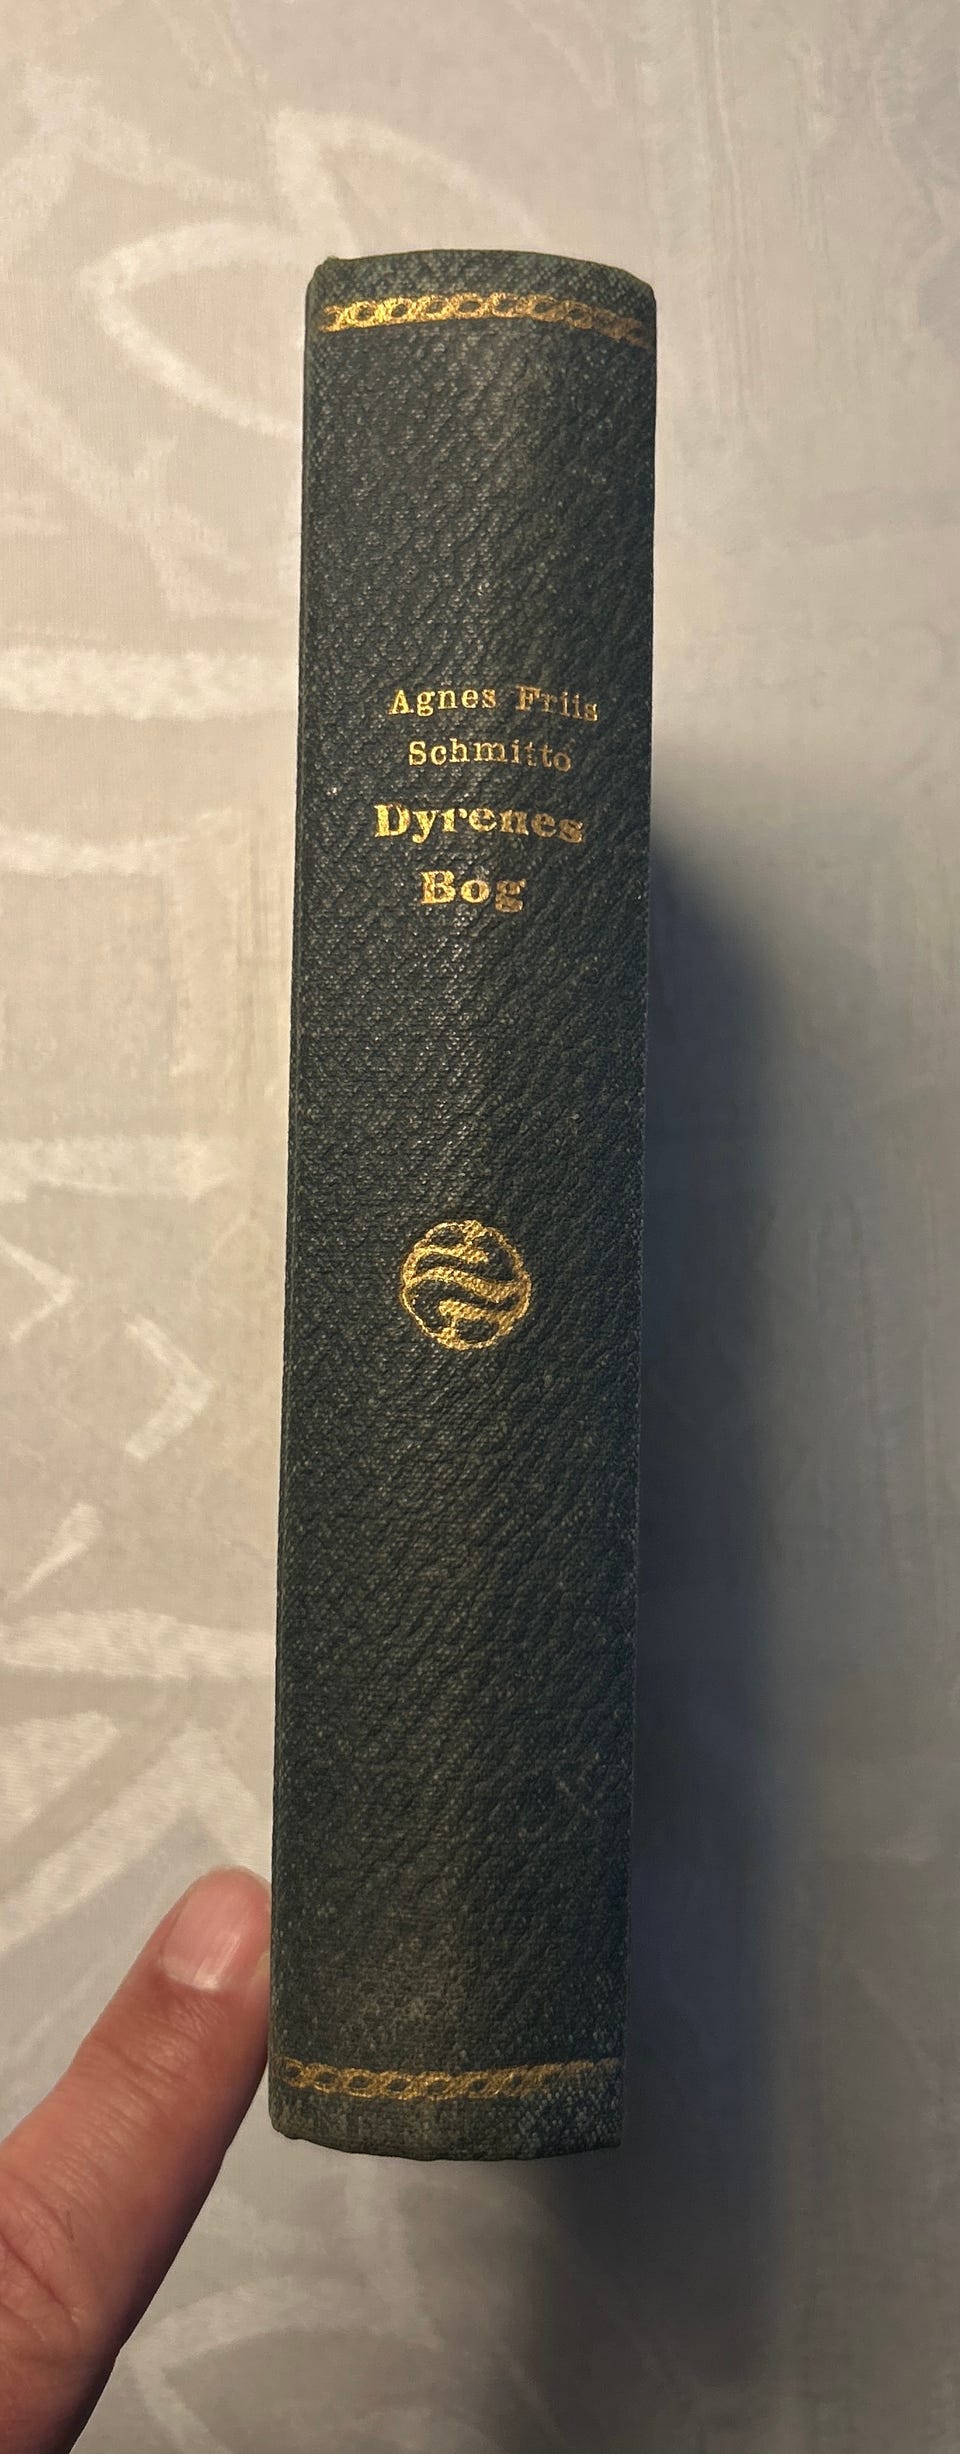 Agnes Friis
Schmitto
Dyrenes
Bog